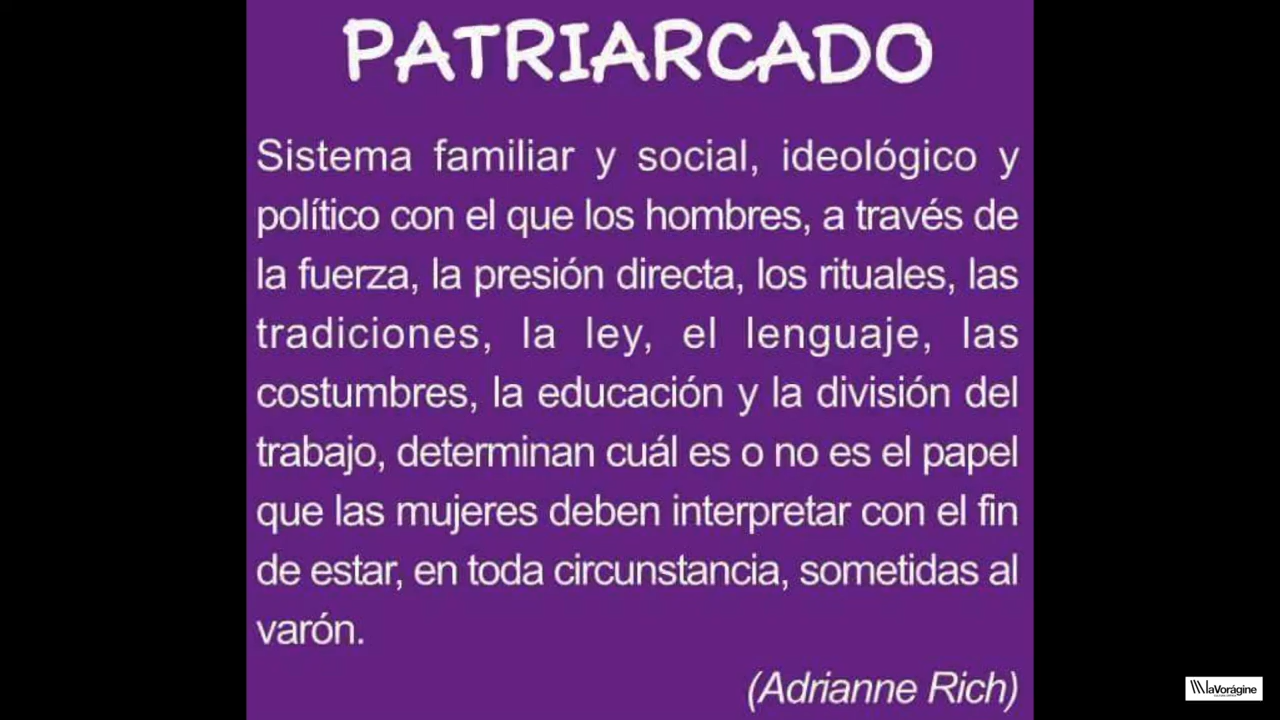 PATRIARCADO
Sistema familiar y social, ideológico y
político con el que los hombres, a través de
la fuerza, la presión directa, los rituales, las
tradiciones, la ley, el lenguaje, las
costumbres, la educación y la división del
trabajo, determinan cuál es o no es el papel
que las mujeres deben interpretar con el fin
de estar, en toda circunstancia, sometidas al
varón.
(Adrianne Rich)
laVorágine